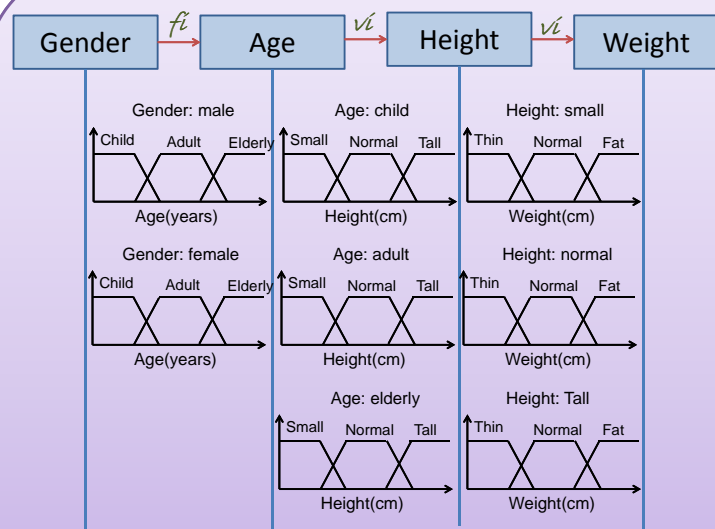 Gender fi Age vi Height vi Weight
Gender: male Age: child Height: small
Child Adult Elderly Small Normal Tall Thin Normal Fat
Age(years) Height(cm) Weight(cm)
Gender: female Age: adult Height: normal
Child Adult Elderly Small Normal Tall Thin Normal Fat
Age(years) Height(cm) Weight(cm)
Age: elderly Height: Tall
Small Normal Tall Thin Normal Fat
Height(cm) Weight(cm)